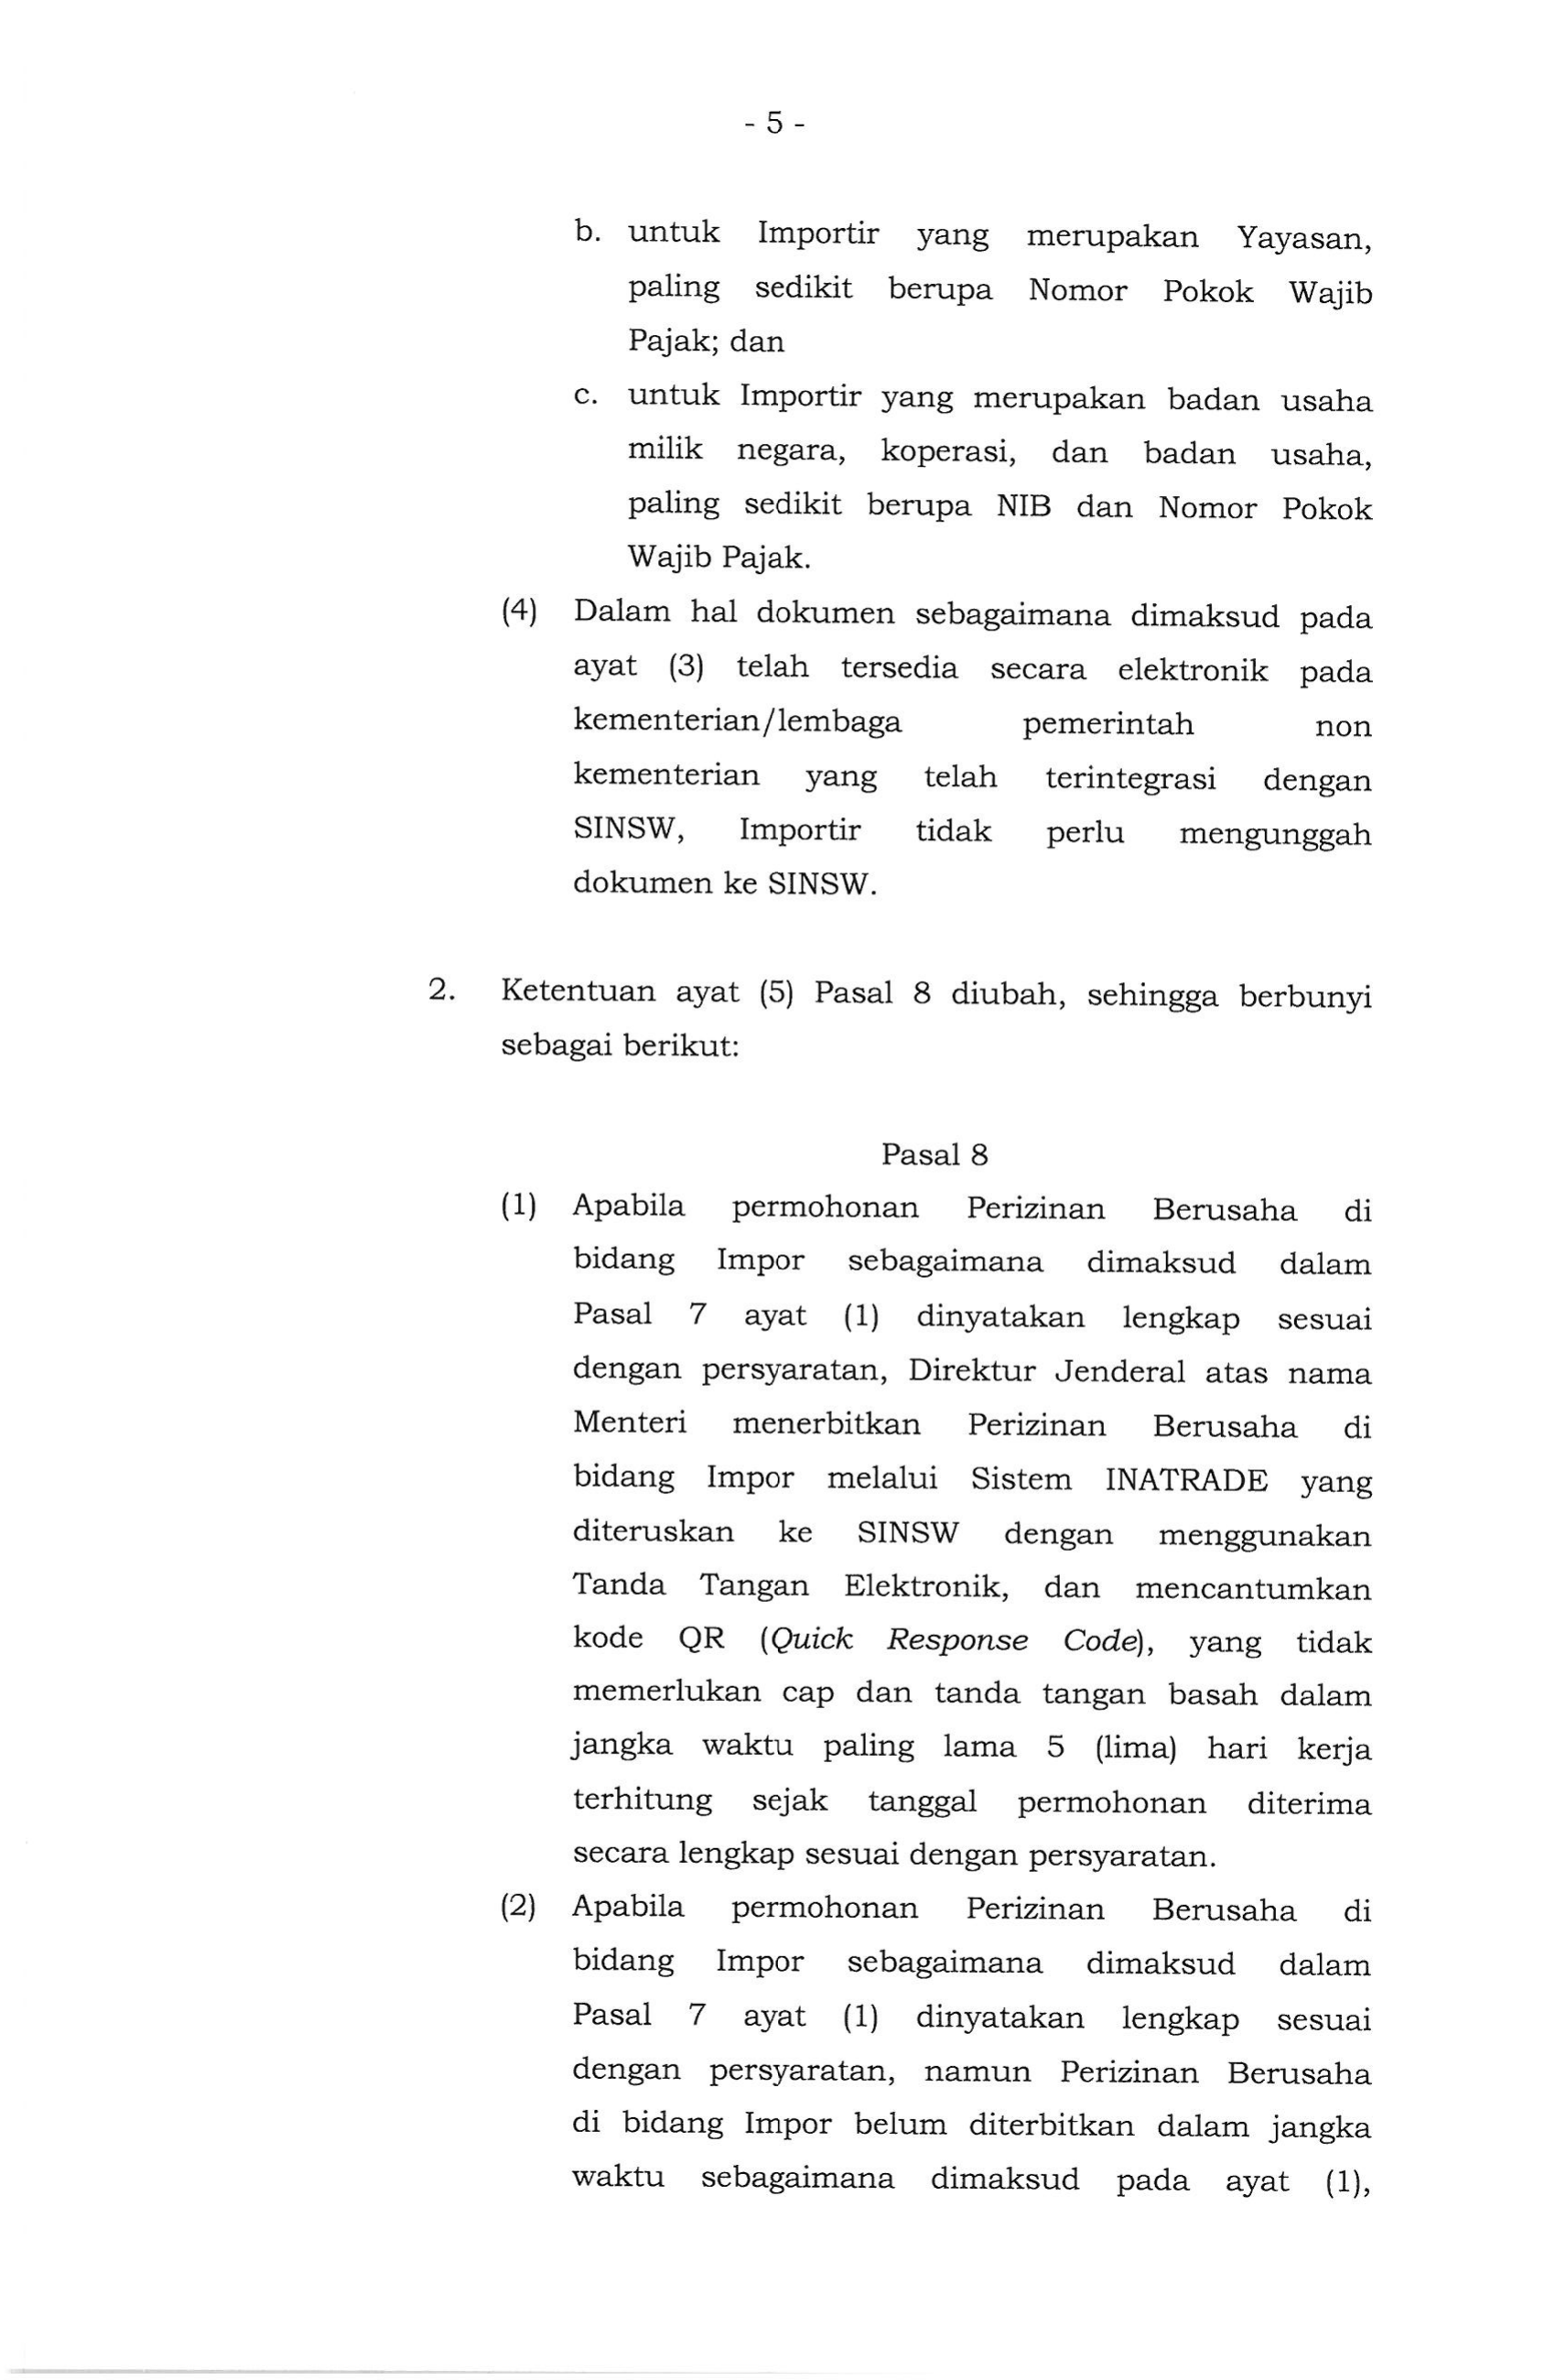 - 5 -
b. untuk Importir yang merupakan Yayasan,
paling sedikit berupa Nomor Pokok Wajib
Pajak; dan
c. untuk Importir yang merupakan badan usaha
milik negara, koperasi, dan badan usaha,
paling sedikit berupa NIB dan Nomor Pokok
Wajib Pajak.
(4) Dalam hal dokumen sebagaimana dimaksud pada
ayat (3) telah tersedia secara elektronik pada
kementerian/lembaga pemerintah non
kementerian yang telah terintegrasi dengan
SINSW, Importir tidak perlu mengunggah
dokumen ke SINSW.
2. Ketentuan ayat (5) Pasal 8 diubah, sehingga berbunyi
sebagai berikut:
Pasal 8
(1) Apabila permohonan Perizinan Berusaha di
bidang Impor sebagaimana dimaksud dalam
Pasal 7 ayat (1) dinyatakan lengkap sesuai
dengan persyaratan, Direktur Jenderal atas nama
Menteri menerbitkan Perizinan Berusaha di
bidang Impor melalui Sistem INATRADE yang
diteruskan ke SINSW dengan menggunakan
Tanda Tangan Elektronik, dan mencantumkan
kode QR (Quick Response Code), yang tidak
memerlukan cap dan tanda tangan basah dalam
jangka waktu paling lama 5 (lima) hari kerja
terhitung sejak tanggal permohonan diterima
secara lengkap sesuai dengan persyaratan.
(2) Apabila permohonan Perizinan Berusaha di
bidang Impor sebagaimana dimaksud dalam
Pasal 7 ayat (1) dinyatakan lengkap sesuai
dengan persyaratan, namun Perizinan Berusaha
di bidang Impor belum diterbitkan dalam jangka
waktu sebagaimana dimaksud pada ayat (1),